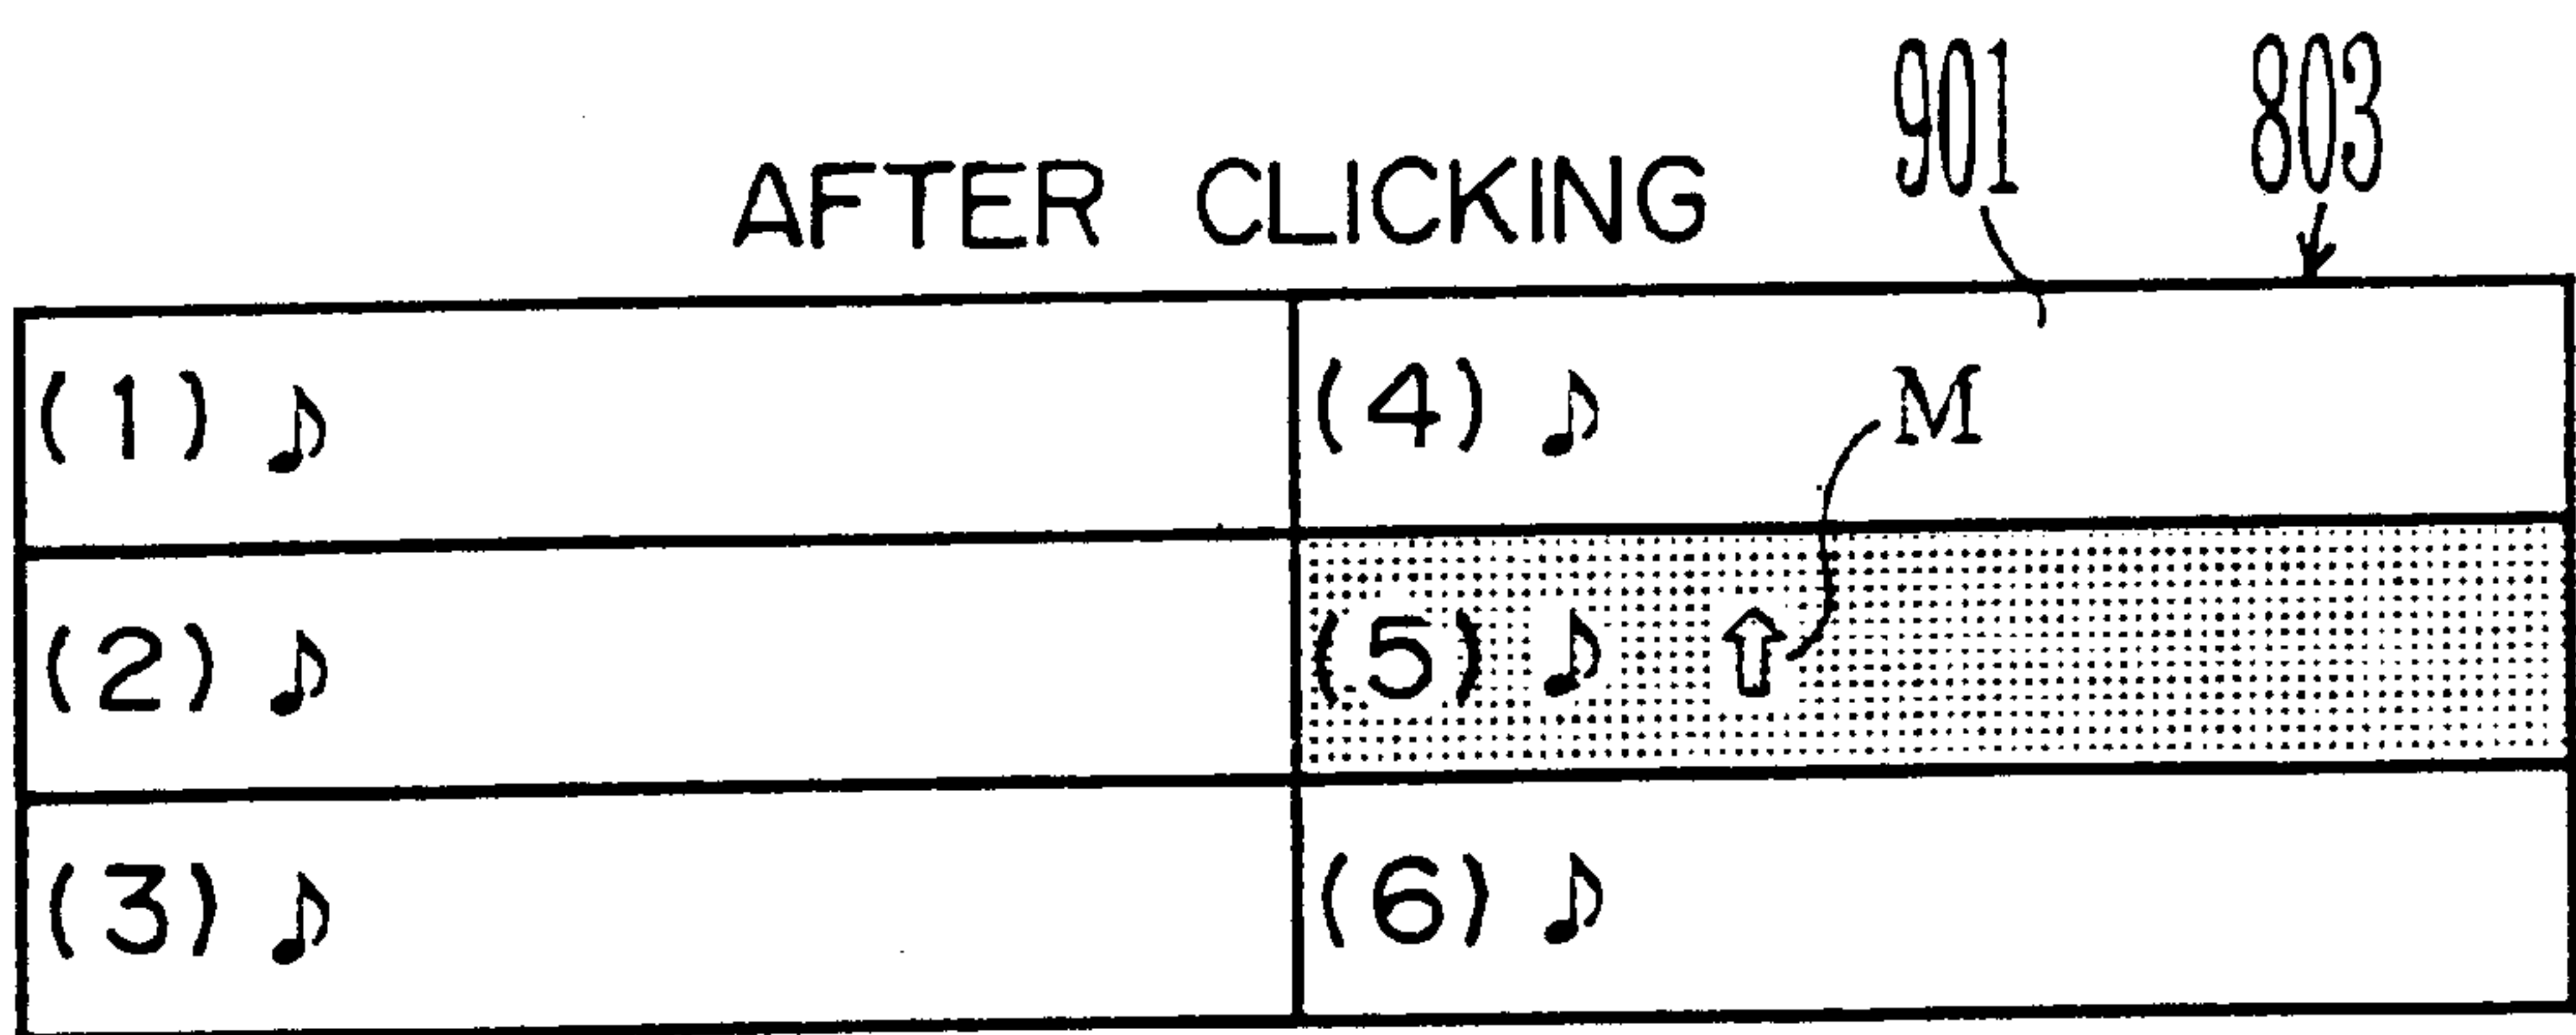 901 803
AFTER CLICKING
(1) ♪ (4) ♪ M
(2) ♪ (5) ♪
(3) ♪ (6) ♪